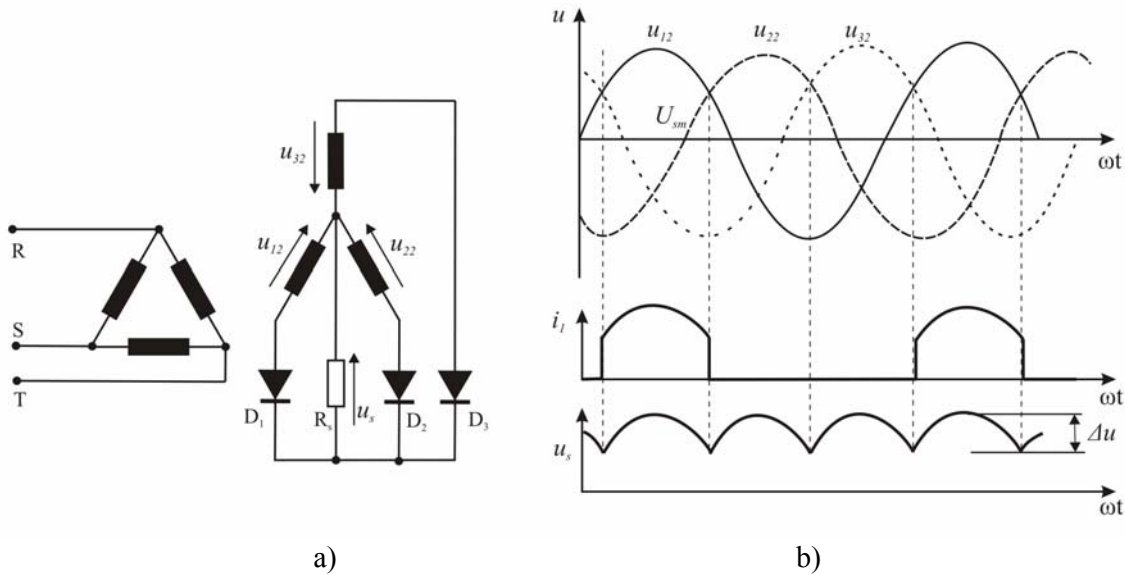 R
S
T
u₃₂
u₁₂
u₂₂
D₁
Rₛ
uₛ
D₂
D₃
a)
u
u₁₂
u₂₂
u₃₂
Uₛₘ
ωt
i₁
ωt
Δu
uₛ
ωt
b)